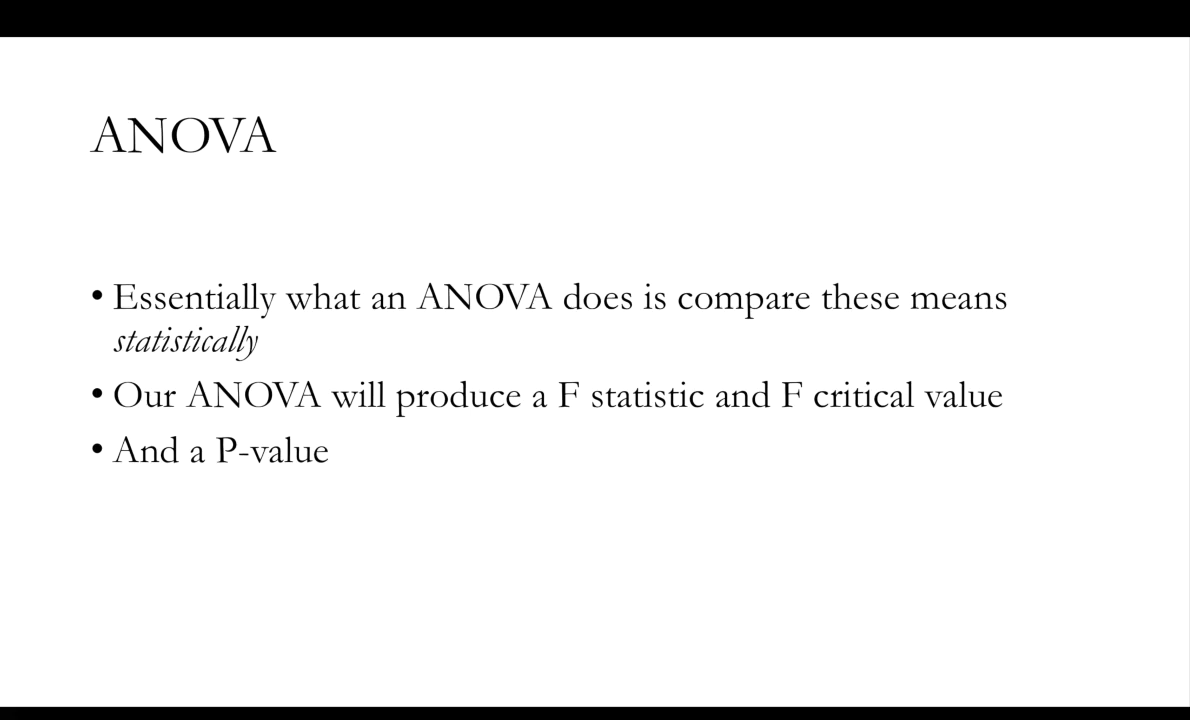 ANOVA
• Essentially what an ANOVA does is compare these means
statistically
• Our ANOVA will produce a F statistic and F critical value
• And a P-value